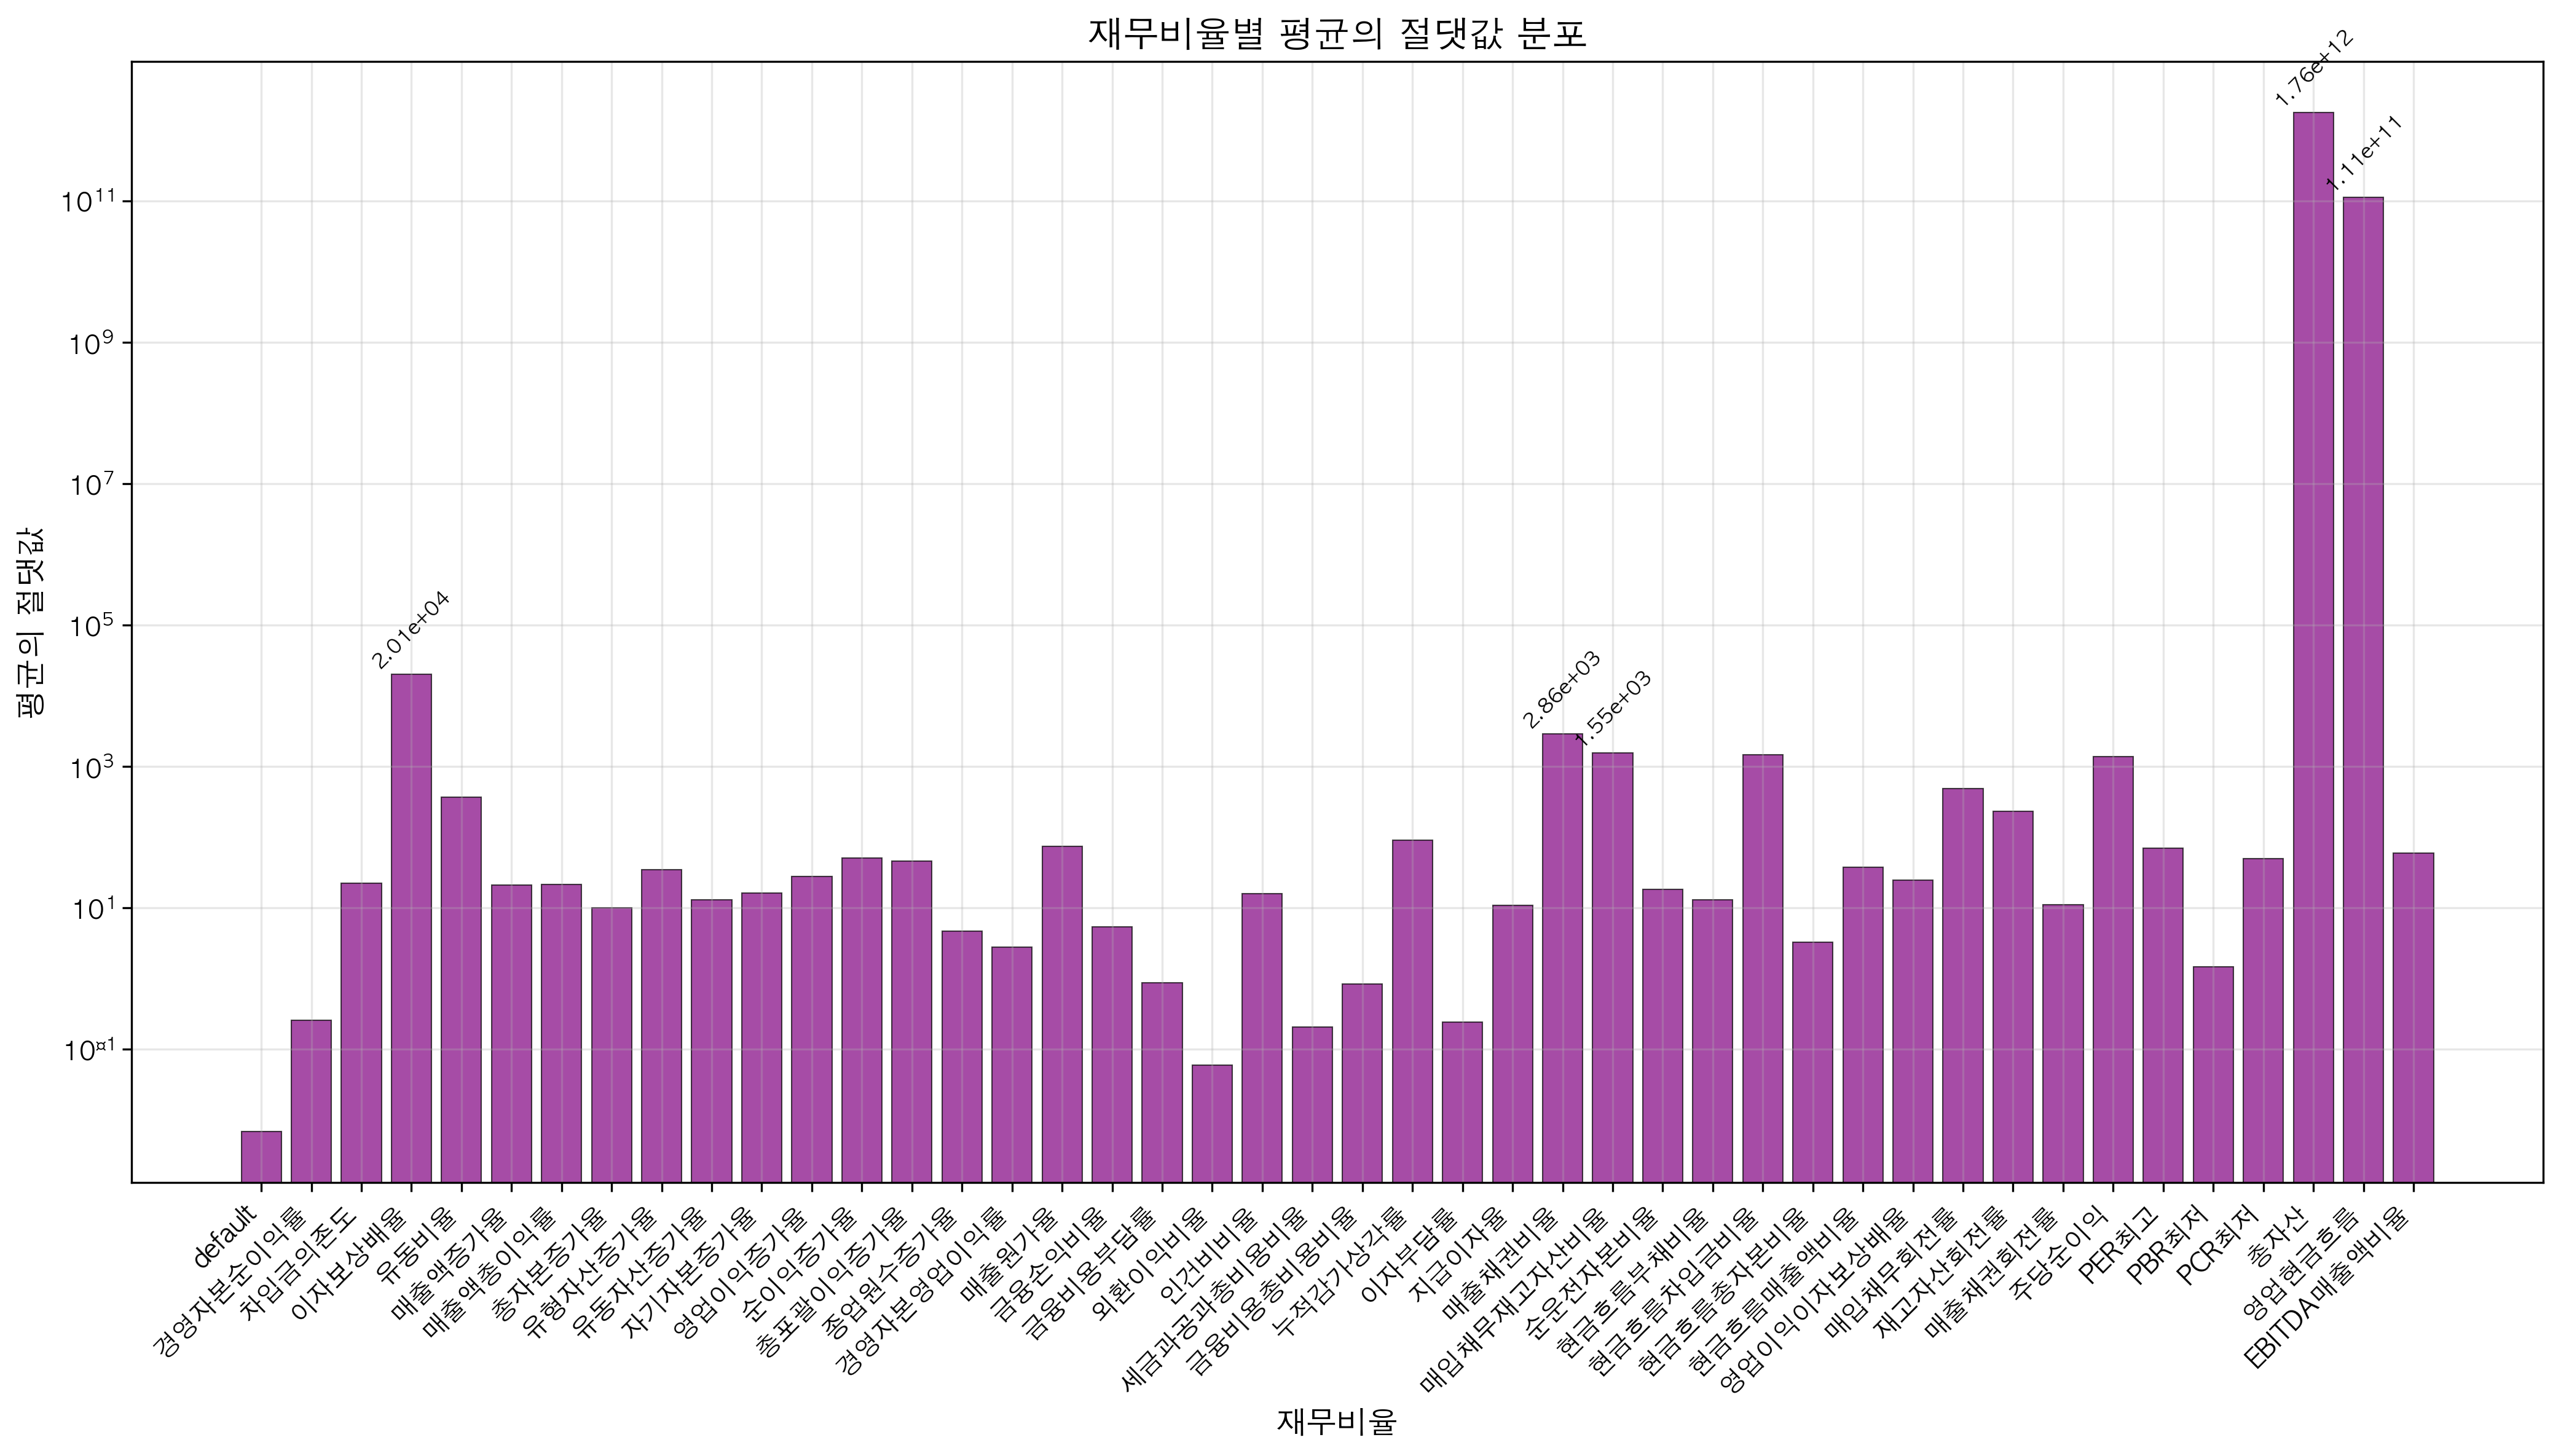 재무비율별 평균의 절댓값 분포
평균의 절댓값
10¹¹
10⁹
10⁷
10⁵
10³
10¹
10¤¹
2.01e+04
2.86e+03
1.55e+03
1.76e+12
1.11e+11
default
경영자본순이익률
차입금의존도
이자보상배율
유동비율
매출액증가율
매출액총이익률
총자본증가율
유형자산증가율
유동자산증가율
자기자본증가율
영업이익증가율
순이익증가율
총포괄이익증가율
종업원수증가율
경영자본영업이익률
매출원가율
금융손익비율
금융비용부담률
외환이익비율
인건비비율
세금과공과총비용비율
금융비용총비용비율
누적감가상각률
이자부담률
지급이자율
매출채권비율
매입채무재고자산비율
순운전자본비율
현금흐름부채비율
현금흐름차입금비율
현금흐름총자본비율
현금흐름매출액비율
영업이익이자보상배율
매입채무회전률
재고자산회전률
매출채권회전률
주당순이익
PER최고
PBR최저
PCR최저
총자산
영업현금흐름
EBITDA매출액비율
재무비율